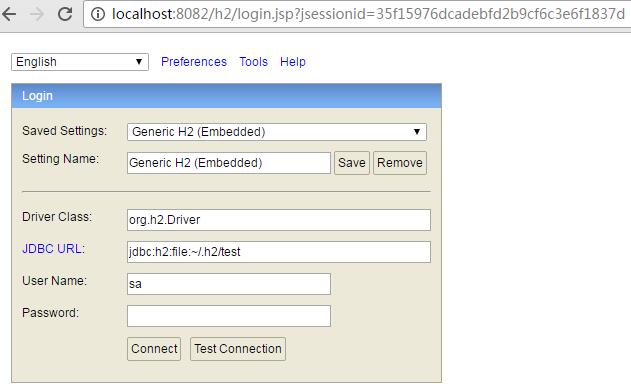 localhost:8082/h2/login.jsp?jsessionid=35f15976dcadebfd2b9cf6c3e6f1837d
English Preferences Tools Help
Login
Saved Settings: Generic H2 (Embedded)
Setting Name: Generic H2 (Embedded) Save Remove
Driver Class: org.h2.Driver
JDBC URL: jdbc:h2:file:~/.h2/test
User Name: sa
Password:
Connect Test Connection